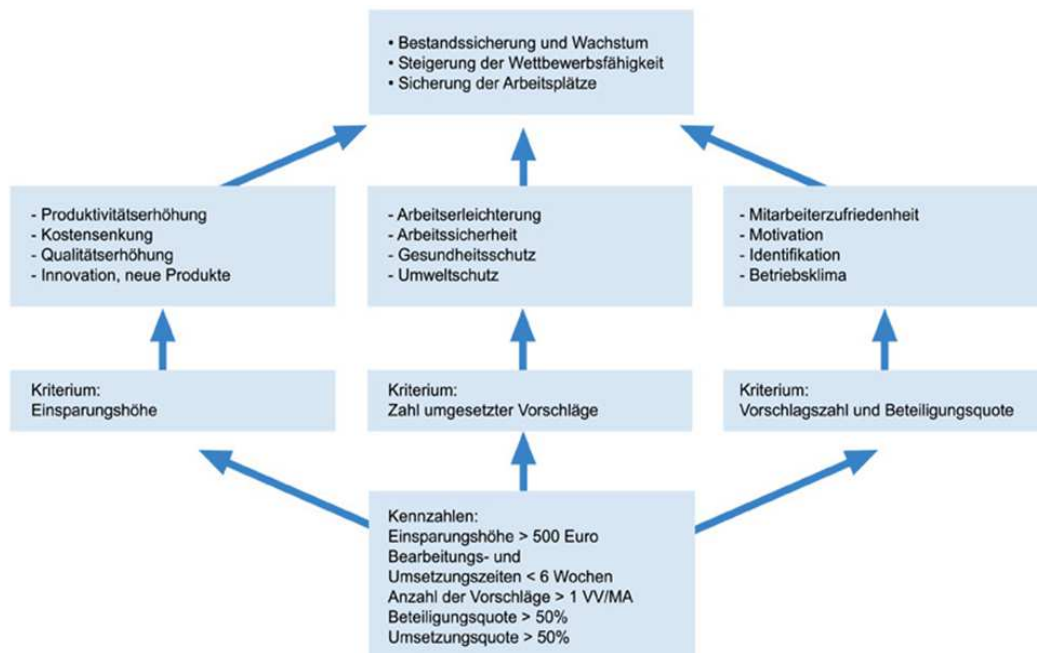 • Bestandssicherung und Wachstum
• Steigerung der Wettbewerbsfähigkeit
• Sicherung der Arbeitsplätze
- Produktivitätserhöhung
- Kostensenkung
- Qualitätserhöhung
- Innovation, neue Produkte
- Arbeitserleichterung
- Arbeitssicherheit
- Gesundheitsschutz
- Umweltschutz
- Mitarbeiterzufriedenheit
- Motivation
- Identifikation
- Betriebsklima
Kriterium:
Einsparungshöhe
Kriterium:
Zahl umgesetzter Vorschläge
Kriterium:
Vorschlagszahl und Beteiligungsquote
Kennzahlen:
Einsparungshöhe > 500 Euro
Bearbeitungs- und
Umsetzungszeiten < 6 Wochen
Anzahl der Vorschläge > 1 VV/MA
Beteiligungsquote > 50%
Umsetzungsquote > 50%